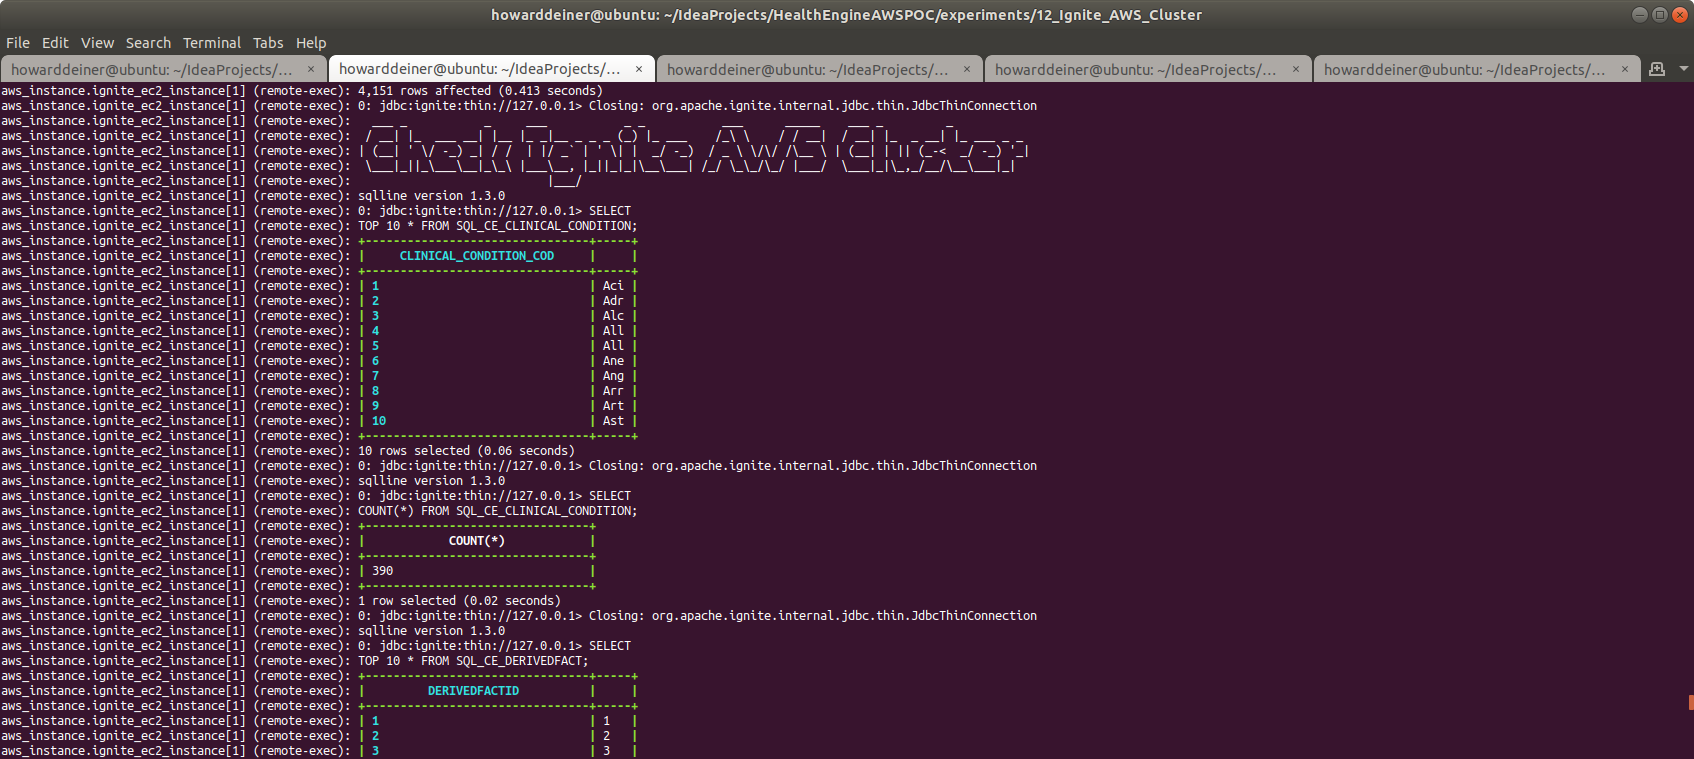 howarddeiner@ubuntu: ~/IdeaProjects/HealthEngineAWSPOC/experiments/12_Ignite_AWS_Cluster
File Edit View Search Terminal Tabs Help
howarddeiner@ubuntu: ~/IdeaProjects/... × howarddeiner@ubuntu: ~/IdeaProjects/... × howarddeiner@ubuntu: ~/IdeaProjects/... × howarddeiner@ubuntu: ~/IdeaProjects/... × howarddeiner@ubuntu: ~/IdeaProjects/... ×
aws_instance.ignite_ec2_instance[1] (remote-exec): 4,151 rows affected (0.413 seconds)
aws_instance.ignite_ec2_instance[1] (remote-exec): 0: jdbc:ignite:thin://127.0.0.1> Closing: org.apache.ignite.internal.jdbc.thin.JdbcThinConnection
aws_instance.ignite_ec2_instance[1] (remote-exec):
aws_instance.ignite_ec2_instance[1] (remote-exec):
aws_instance.ignite_ec2_instance[1] (remote-exec): Check Ignite AWS Cluster
aws_instance.ignite_ec2_instance[1] (remote-exec):
aws_instance.ignite_ec2_instance[1] (remote-exec):
aws_instance.ignite_ec2_instance[1] (remote-exec): sqlline version 1.3.0
aws_instance.ignite_ec2_instance[1] (remote-exec): 0: jdbc:ignite:thin://127.0.0.1> SELECT
aws_instance.ignite_ec2_instance[1] (remote-exec): TOP 10 * FROM SQL_CE_CLINICAL_CONDITION;
aws_instance.ignite_ec2_instance[1] (remote-exec): +--------------------------------+-----+
aws_instance.ignite_ec2_instance[1] (remote-exec): | CLINICAL_CONDITION_COD | |
aws_instance.ignite_ec2_instance[1] (remote-exec): +--------------------------------+-----+
aws_instance.ignite_ec2_instance[1] (remote-exec): | 1 | Aci |
aws_instance.ignite_ec2_instance[1] (remote-exec): | 2 | Adr |
aws_instance.ignite_ec2_instance[1] (remote-exec): | 3 | Alc |
aws_instance.ignite_ec2_instance[1] (remote-exec): | 4 | All |
aws_instance.ignite_ec2_instance[1] (remote-exec): | 5 | All |
aws_instance.ignite_ec2_instance[1] (remote-exec): | 6 | Ane |
aws_instance.ignite_ec2_instance[1] (remote-exec): | 7 | Ang |
aws_instance.ignite_ec2_instance[1] (remote-exec): | 8 | Arr |
aws_instance.ignite_ec2_instance[1] (remote-exec): | 9 | Art |
aws_instance.ignite_ec2_instance[1] (remote-exec): | 10 | Ast |
aws_instance.ignite_ec2_instance[1] (remote-exec): +--------------------------------+-----+
aws_instance.ignite_ec2_instance[1] (remote-exec): 10 rows selected (0.06 seconds)
aws_instance.ignite_ec2_instance[1] (remote-exec): 0: jdbc:ignite:thin://127.0.0.1> Closing: org.apache.ignite.internal.jdbc.thin.JdbcThinConnection
aws_instance.ignite_ec2_instance[1] (remote-exec): sqlline version 1.3.0
aws_instance.ignite_ec2_instance[1] (remote-exec): 0: jdbc:ignite:thin://127.0.0.1> SELECT
aws_instance.ignite_ec2_instance[1] (remote-exec): COUNT(*) FROM SQL_CE_CLINICAL_CONDITION;
aws_instance.ignite_ec2_instance[1] (remote-exec): +--------------------------------+
aws_instance.ignite_ec2_instance[1] (remote-exec): | COUNT(*) |
aws_instance.ignite_ec2_instance[1] (remote-exec): +--------------------------------+
aws_instance.ignite_ec2_instance[1] (remote-exec): | 390 |
aws_instance.ignite_ec2_instance[1] (remote-exec): +--------------------------------+
aws_instance.ignite_ec2_instance[1] (remote-exec): 1 row selected (0.02 seconds)
aws_instance.ignite_ec2_instance[1] (remote-exec): 0: jdbc:ignite:thin://127.0.0.1> Closing: org.apache.ignite.internal.jdbc.thin.JdbcThinConnection
aws_instance.ignite_ec2_instance[1] (remote-exec): sqlline version 1.3.0
aws_instance.ignite_ec2_instance[1] (remote-exec): 0: jdbc:ignite:thin://127.0.0.1> SELECT
aws_instance.ignite_ec2_instance[1] (remote-exec): TOP 10 * FROM SQL_CE_DERIVEDFACT;
aws_instance.ignite_ec2_instance[1] (remote-exec): +--------------------------------+-----+
aws_instance.ignite_ec2_instance[1] (remote-exec): | DERIVEDFACTID | |
aws_instance.ignite_ec2_instance[1] (remote-exec): +--------------------------------+-----+
aws_instance.ignite_ec2_instance[1] (remote-exec): | 1 | 1 |
aws_instance.ignite_ec2_instance[1] (remote-exec): | 2 | 2 |
aws_instance.ignite_ec2_instance[1] (remote-exec): | 3 | 3 |